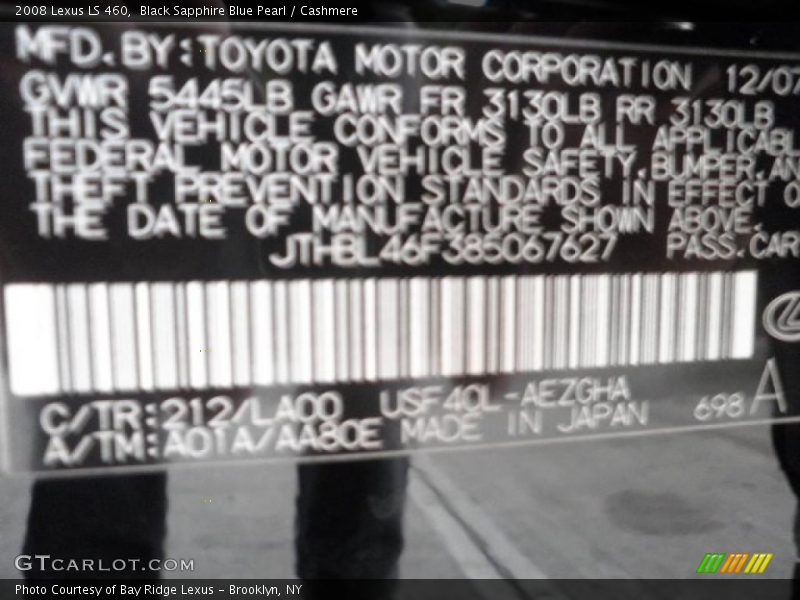 2008 Lexus LS 460, Black Sapphire Blue Pearl / Cashmere
MFD.BY:TOYOTA MOTOR CORPORATION 12/07
GVWR 5445LB GAWR FR 3130LB RR 3130LB
THIS VEHICLE CONFORMS TO ALL APPLICABL
FEDERAL MOTOR VEHICLE SAFETY,BUMPER,AN
THEFT PREVENTION STANDARDS IN EFFECT O
THE DATE OF MANUFACTURE SHOWN ABOVE.
JTHBL46F385067627 PASS.CAR
C/TR:212/LA00 USF40L-AEZGHA
A/TM:A01A/AA80E MADE IN JAPAN 698 A
GTCARLOT.COM
Photo Courtesy of Bay Ridge Lexus - Brooklyn, NY